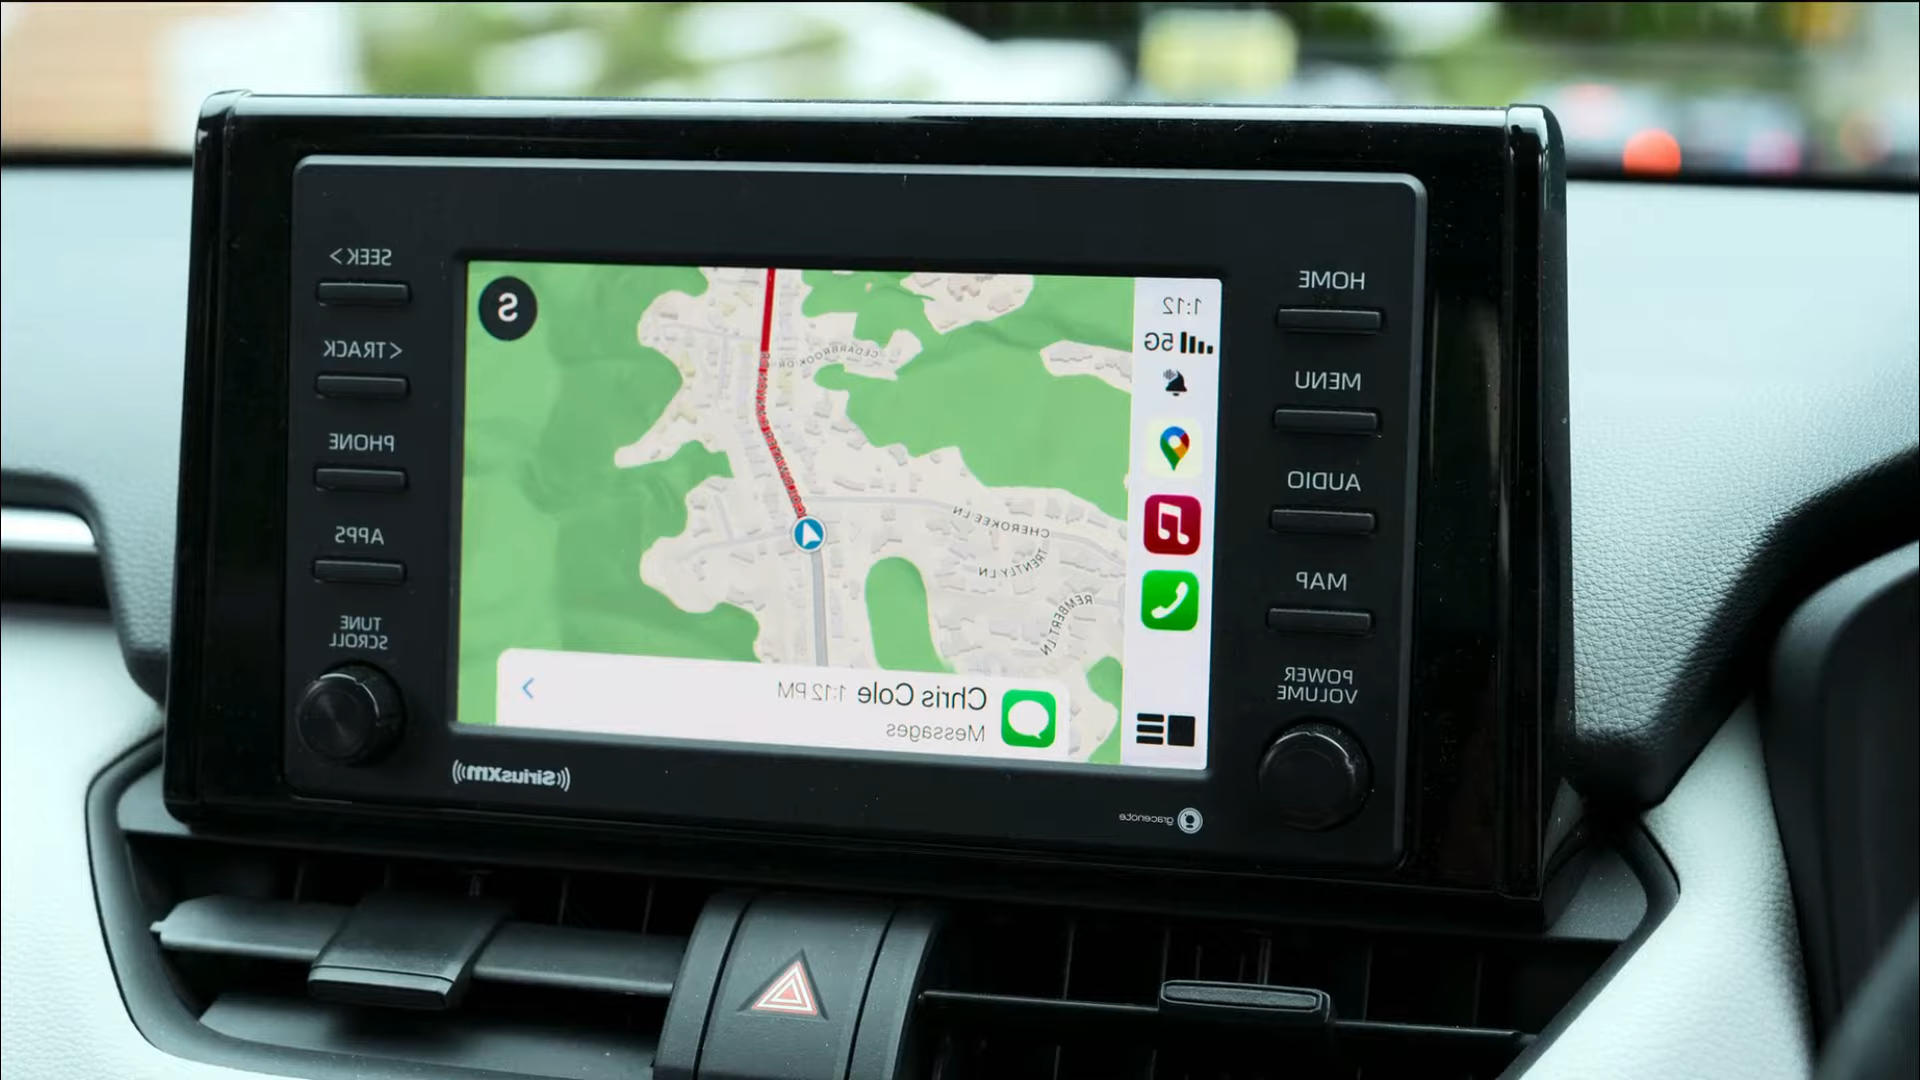 HOME
MENU
AUDIO
MAP
POWER
VOLUME
1:12
5G
CEDARBROOK DR
CHEROKEE LN
TRENTLY LN
REMBERT LN
Chris Cole 1:12 PM
Messages
S
SEEK >
< TRACK
PHONE
APPS
TUNE
SCROLL
gracenote
((SiriusXM))